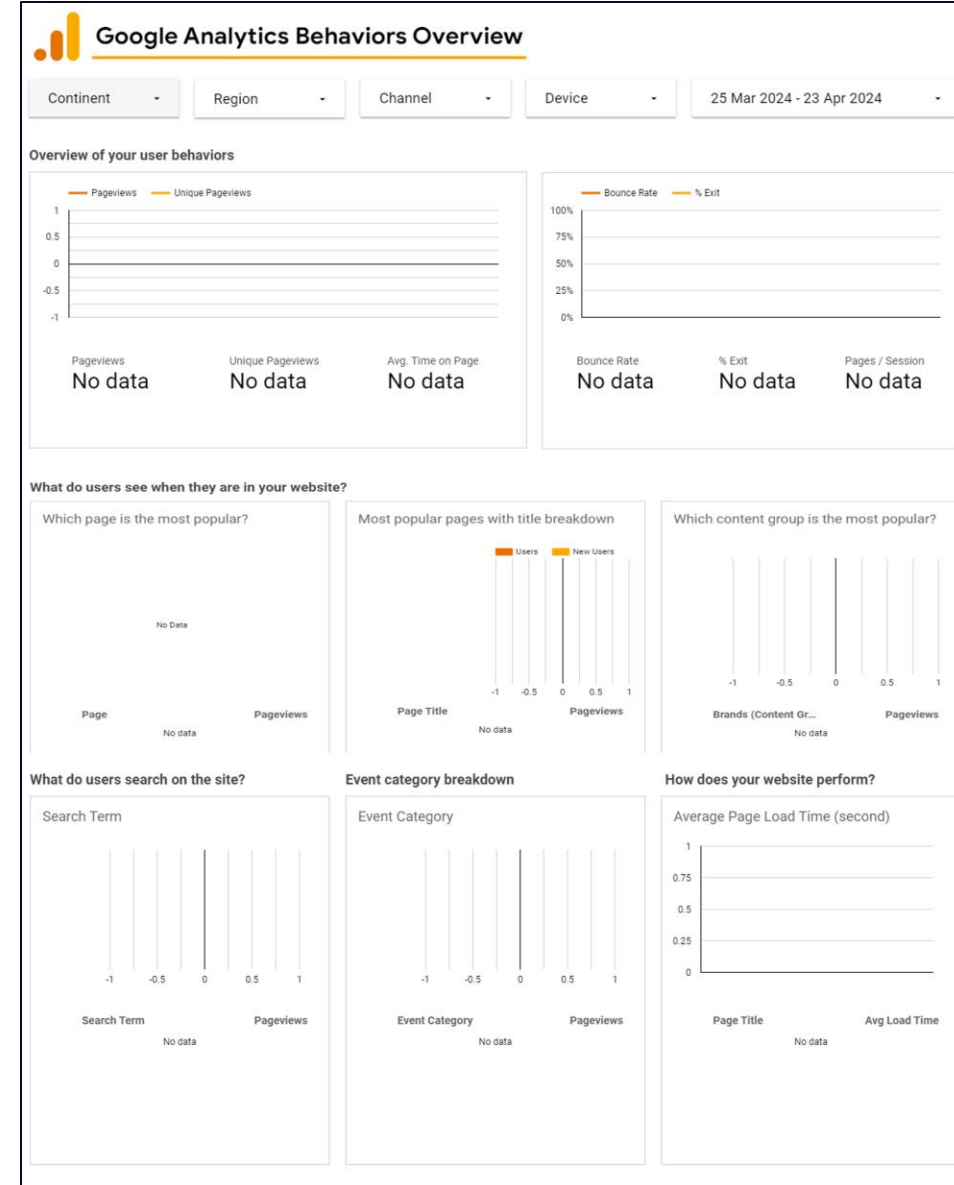 Google Analytics Behaviors Overview
Continent Region Channel Device 25 Mar 2024 - 23 Apr 2024
Overview of your user behaviors
Pageviews Unique Pageviews
1
0.5
0
-0.5
-1
Pageviews Unique Pageviews Avg. Time on Page
No data No data No data
Bounce Rate % Exit
100%
75%
50%
25%
0%
Bounce Rate % Exit Pages / Session
No data No data No data
What do users see when they are in your website?
Which page is the most popular?
No Data
Page Pageviews
No data
Most popular pages with title breakdown
Users New Users
-1 -0.5 0 0.5 1
Page Title Pageviews
No data
Which content group is the most popular?
-1 -0.5 0 0.5 1
Brands (Content Gr... Pageviews
No data
What do users search on the site?
Search Term
-1 -0.5 0 0.5 1
Search Term Pageviews
No data
Event category breakdown
Event Category
-1 -0.5 0 0.5 1
Event Category Pageviews
No data
How does your website perform?
Average Page Load Time (second)
1
0.75
0.5
0.25
0
Page Title Avg Load Time
No data